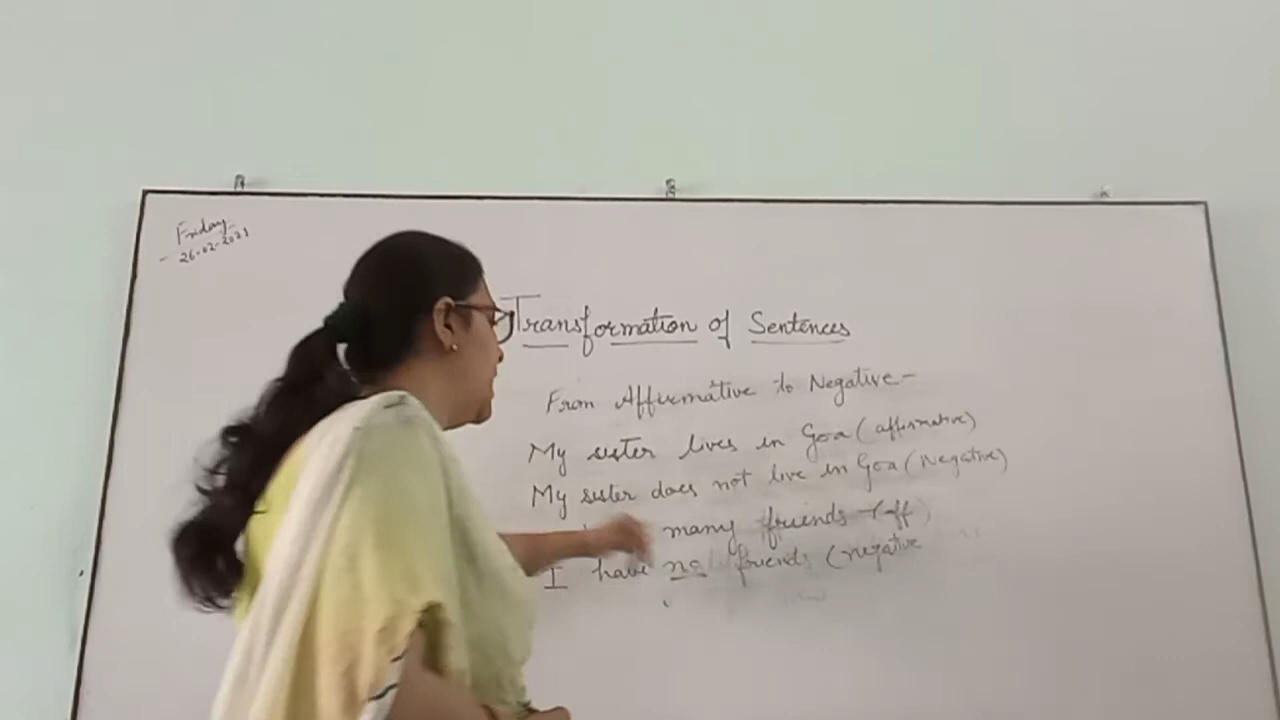 Friday
26-02-2021
Transformation of Sentences
From Affirmative to Negative-
My sister lives in Goa (affirmative)
My sister does not live in Goa (Negative)
many friends (aff)
I have no friends (negative